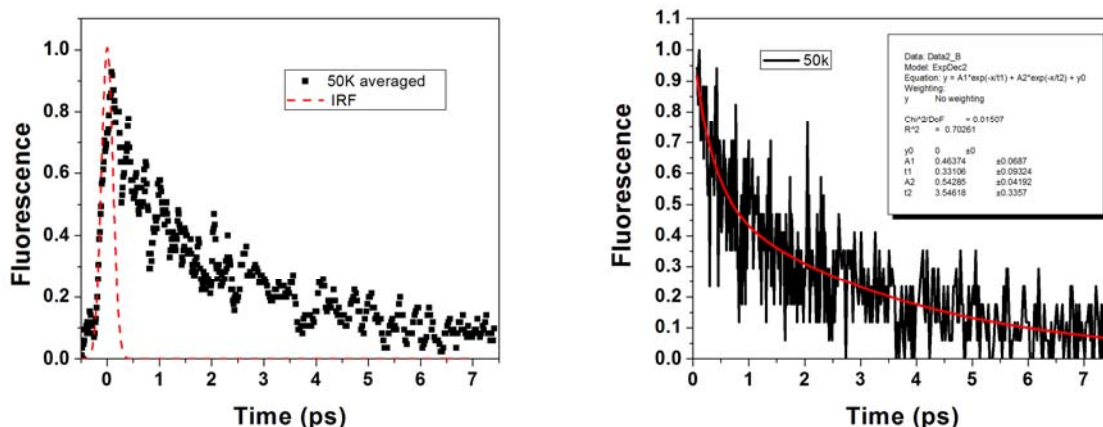 1.0
0.8
0.6
0.4
0.2
0.0
Fluorescence
50K averaged
IRF
0 1 2 3 4 5 6 7
Time (ps)
1.1
1.0
0.9
0.8
0.7
0.6
0.5
0.4
0.3
0.2
0.1
0.0
Fluorescence
50k
Data: Data2_B
Model: ExpDec2
Equation: y = A1*exp(-x/t1) + A2*exp(-x/t2) + y0
Weighting:
y No weighting
Chi^2/DoF = 0.01507
R^2 = 0.70261
y0 0 ±0
A1 0.46374 ±0.0687
t1 0.33106 ±0.09324
A2 0.54285 ±0.04192
t2 3.54618 ±0.3357
0 1 2 3 4 5 6 7
Time (ps)